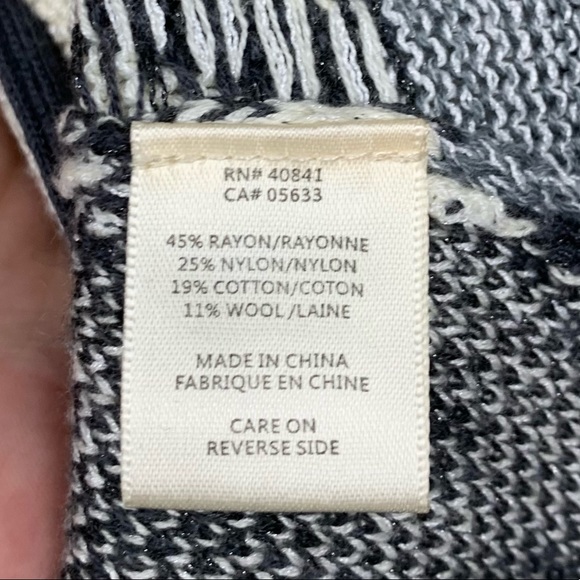 RN# 40841
CA# 05633
45% RAYON/RAYONNE
25% NYLON/NYLON
19% COTTON/COTON
11% WOOL /LAINE
MADE IN CHINA
FABRIQUE EN CHINE
CARE ON
REVERSE SIDE